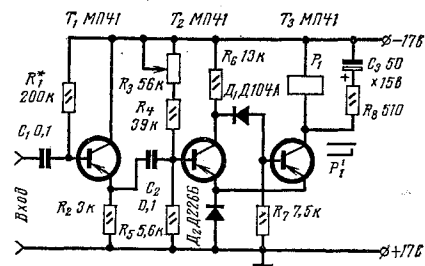 T₁ МП41 T₂ МП41 T₃ МП41
–17в
R₁* 200к
R₃ 56к
R₆ 13к
P₁
C₃ 50 ×15в
+
Д₁ Д104А
R₄ 39к
R₈ 510
C₁ 0,1
P₁¹
Вход
C₂ 0,1
R₂ 3к
R₅ 5,6к
Д₂ Д226Б
R₇ 7,5к
+17в